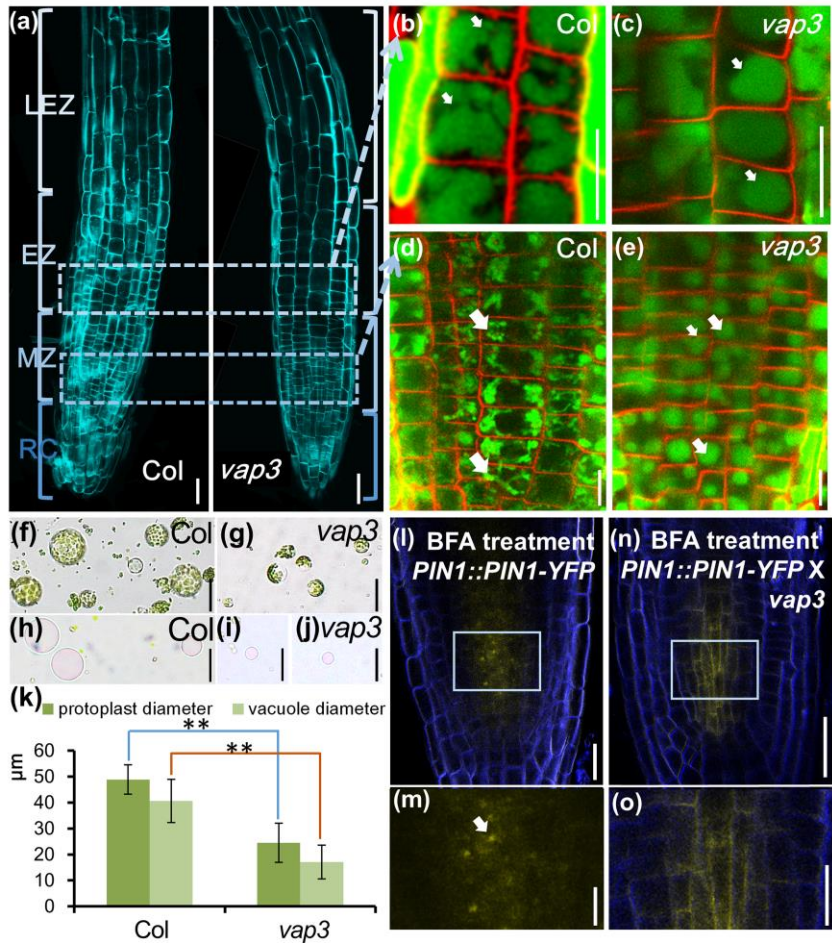 (a)
LEZ
EZ
MZ
RC
Col
vap3
(b) Col
(c) vap3
(d) Col
(e) vap3
(f) Col
(g) vap3
(h) Col
(i)
(j) vap3
(k)
protoplast diameter
vacuole diameter
**
**
µm
60
50
40
30
20
10
0
Col
vap3
(l) BFA treatment
PIN1::PIN1-YFP
(n) BFA treatment
PIN1::PIN1-YFP X
vap3
(m)
(o)